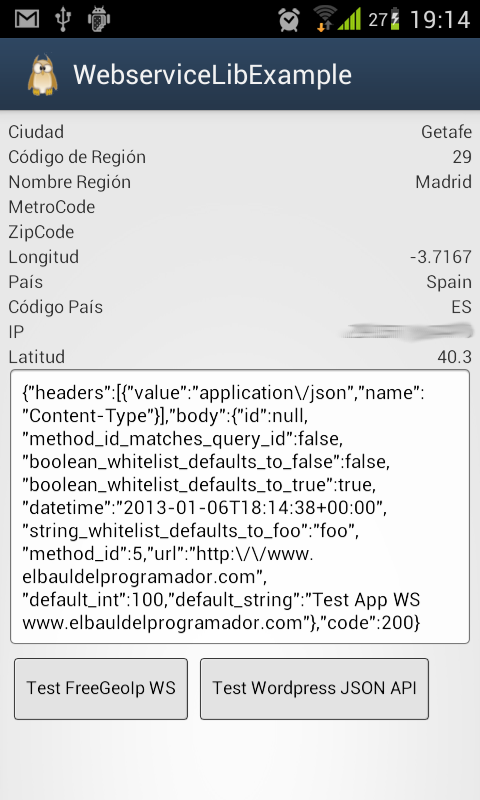 27 19:14
WebserviceLibExample
Ciudad Getafe
Código de Región 29
Nombre Región Madrid
MetroCode
ZipCode
Longitud -3.7167
País Spain
Código País ES
IP
Latitud 40.3
{"headers":[{"value":"application\/json","name":
"Content-Type"}],"body":{"id":null,
"method_id_matches_query_id":false,
"boolean_whitelist_defaults_to_false":false,
"boolean_whitelist_defaults_to_true":true,
"datetime":"2013-01-06T18:14:38+00:00",
"string_whitelist_defaults_to_foo":"foo",
"method_id":5,"url":"http:\/\/www.
elbauldelprogramador.com",
"default_int":100,"default_string":"Test App WS
www.elbauldelprogramador.com"},"code":200}
Test FreeGeoIp WS Test Wordpress JSON API